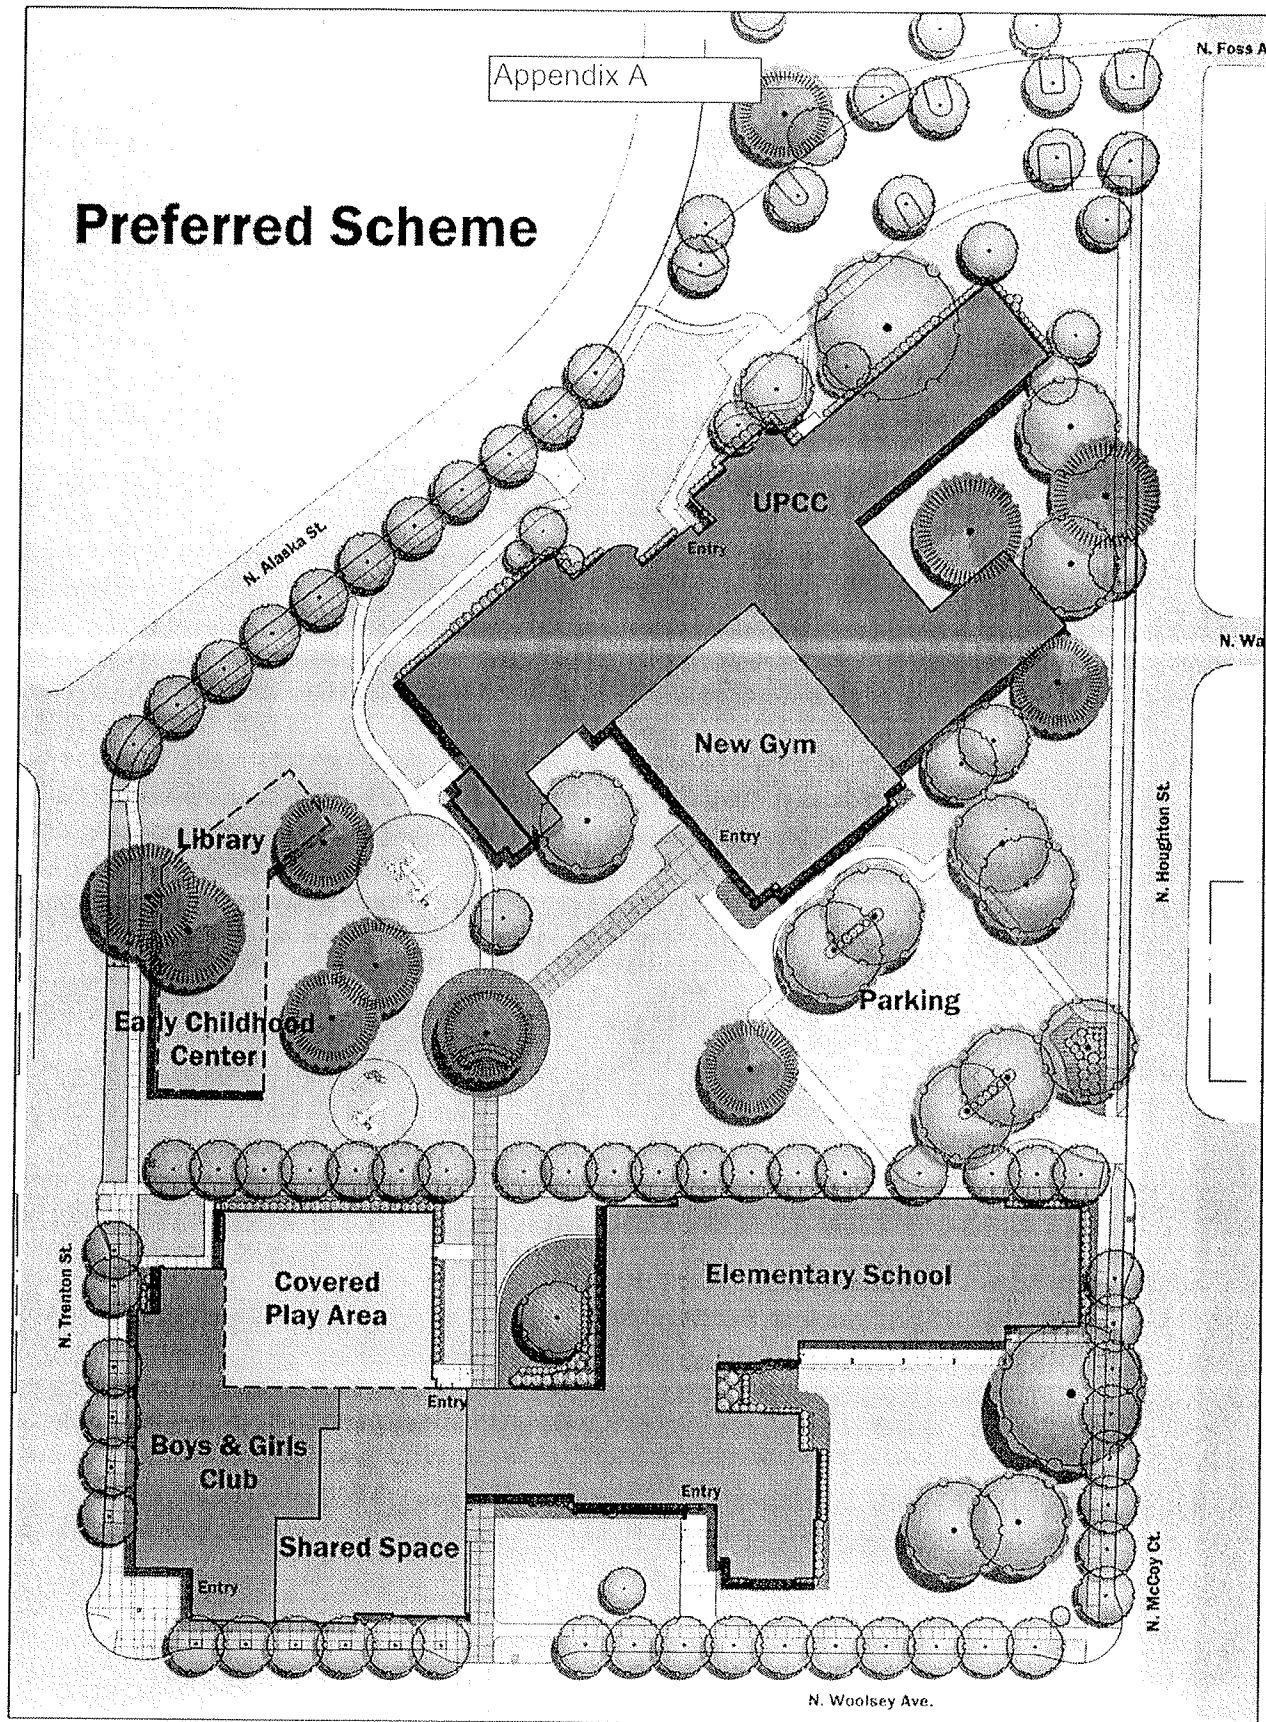 N. Foss A
Appendix A
Preferred Scheme
UPCC
Entry
N. Alaska St.
N. Wa
New Gym
Entry
Library
N. Houghton St.
Parking
Early Childhood
Center
N. Trenton St.
Covered
Play Area
Elementary School
Entry
Boys & Girls
Club
Entry
Shared Space
Entry
N. McCoy Ct.
N. Woolsey Ave.